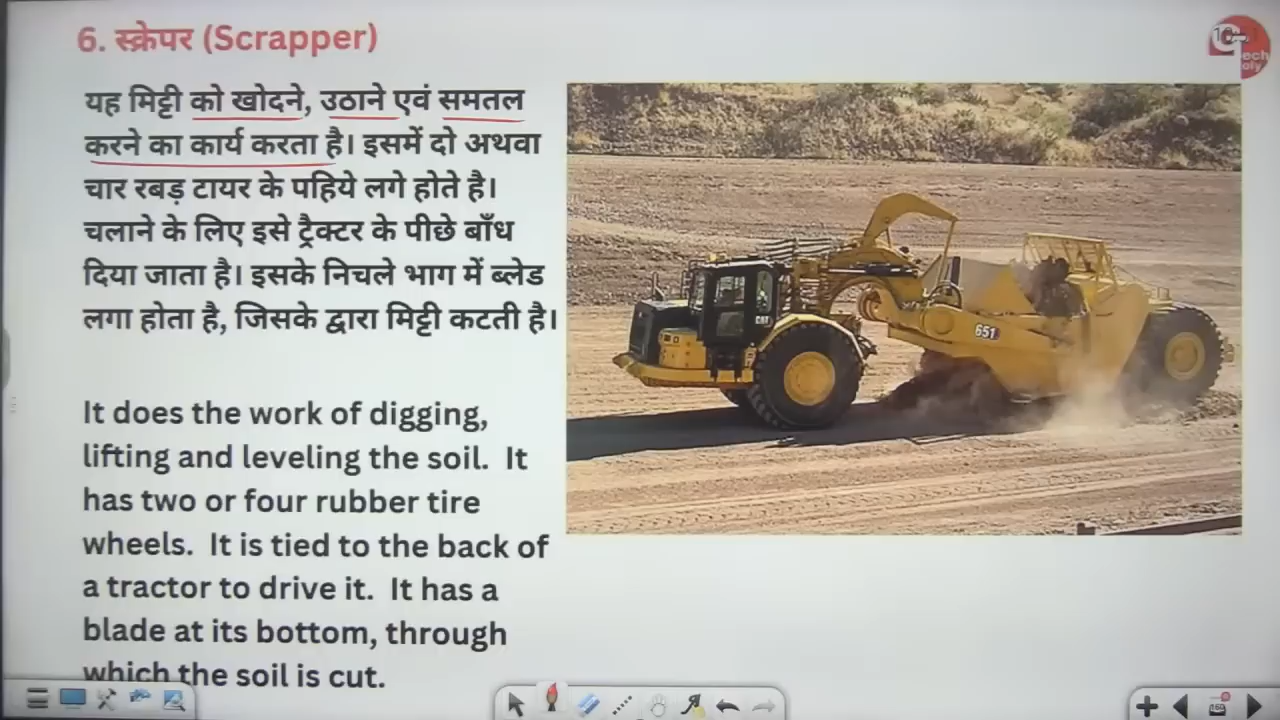 6. स्क्रेपर (Scrapper)
यह मिट्टी को खोदने, उठाने एवं समतल
करने का कार्य करता है। इसमें दो अथवा
चार रबड़ टायर के पहिये लगे होते है।
चलाने के लिए इसे ट्रैक्टर के पीछे बाँध
दिया जाता है। इसके निचले भाग में ब्लेड
लगा होता है, जिसके द्वारा मिट्टी कटती है।
It does the work of digging,
lifting and leveling the soil. It
has two or four rubber tire
wheels. It is tied to the back of
a tractor to drive it. It has a
blade at its bottom, through
which the soil is cut.
CAT
651